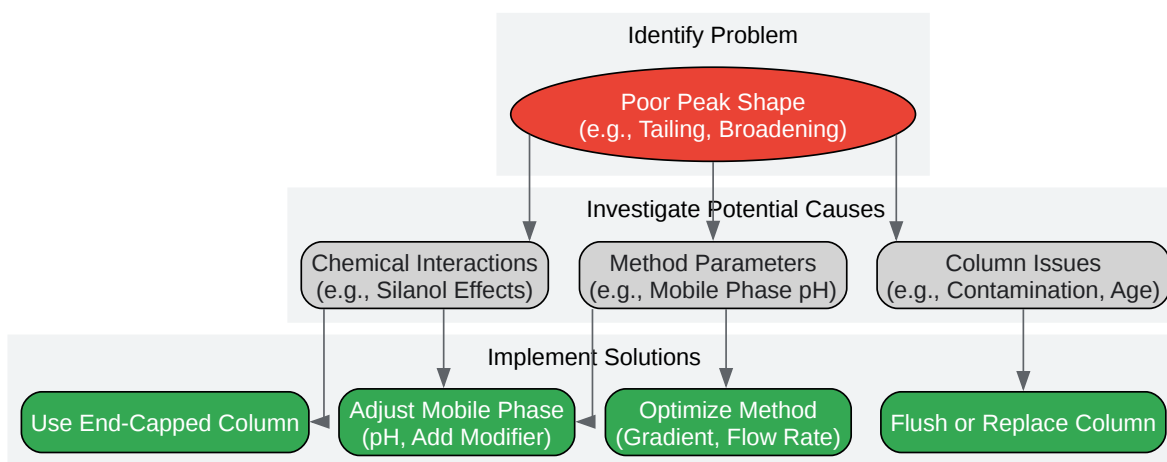 Identify Problem
Poor Peak Shape
(e.g., Tailing, Broadening)
Investigate Potential Causes
Chemical Interactions
(e.g., Silanol Effects)
Method Parameters
(e.g., Mobile Phase pH)
Column Issues
(e.g., Contamination, Age)
Implement Solutions
Use End-Capped Column
Adjust Mobile Phase
(pH, Add Modifier)
Optimize Method
(Gradient, Flow Rate)
Flush or Replace Column